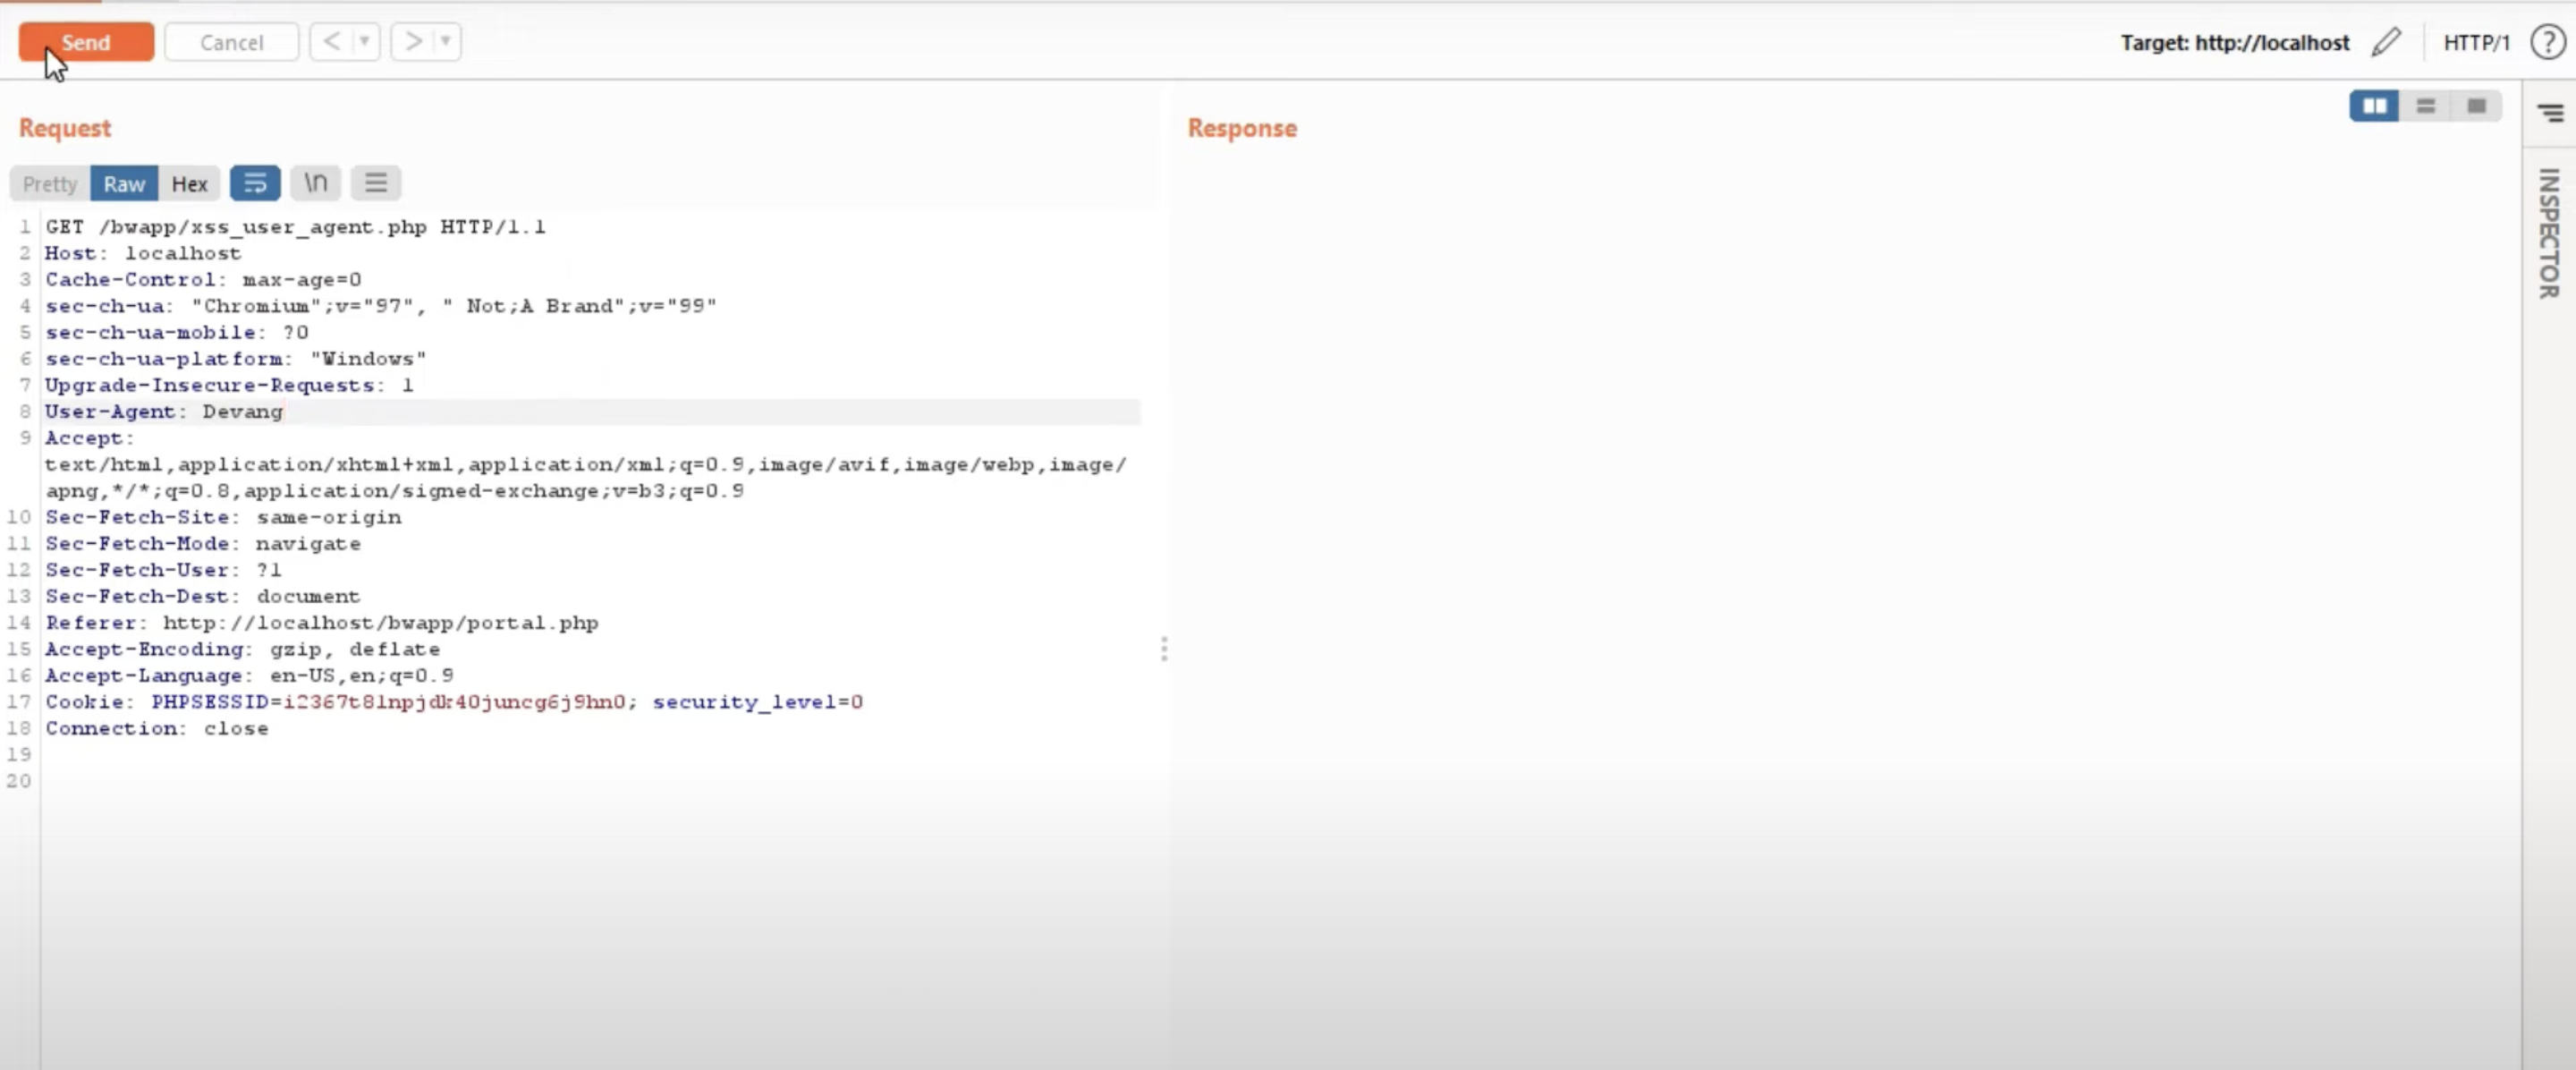 Send Cancel < > Target: http://localhost HTTP/1 ?
Request
Response
Pretty Raw Hex \n
INSPECTOR
1 GET /bwapp/xss_user_agent.php HTTP/1.1
2 Host: localhost
3 Cache-Control: max-age=0
4 sec-ch-ua: "Chromium";v="97", " Not;A Brand";v="99"
5 sec-ch-ua-mobile: ?0
6 sec-ch-ua-platform: "Windows"
7 Upgrade-Insecure-Requests: 1
8 User-Agent: Devang
9 Accept:
text/html,application/xhtml+xml,application/xml;q=0.9,image/avif,image/webp,image/
apng,*/*;q=0.8,application/signed-exchange;v=b3;q=0.9
10 Sec-Fetch-Site: same-origin
11 Sec-Fetch-Mode: navigate
12 Sec-Fetch-User: ?1
13 Sec-Fetch-Dest: document
14 Referer: http://localhost/bwapp/portal.php
15 Accept-Encoding: gzip, deflate
16 Accept-Language: en-US,en;q=0.9
17 Cookie: PHPSESSID=i2367t81npjdk40juncg6j9hn0; security_level=0
18 Connection: close
19
20